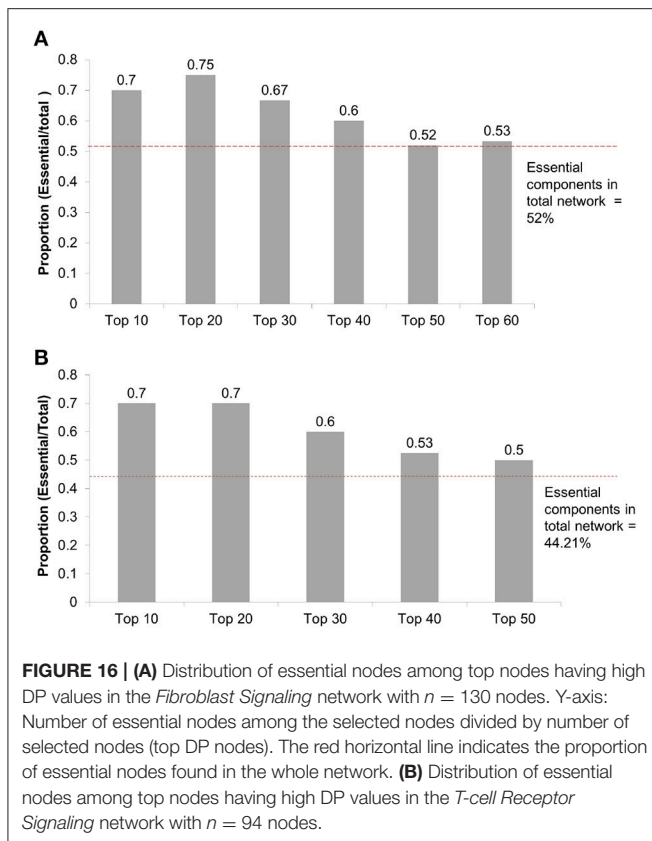 A
Proportion (Essential/total )
0.8
0.7
0.6
0.5
0.4
0.3
0.2
0.1
0
0.7
0.75
0.67
0.6
0.52
0.53
Essential
components in
total network =
52%
Top 10
Top 20
Top 30
Top 40
Top 50
Top 60
B
Proportion (Essential/Total)
0.8
0.7
0.6
0.5
0.4
0.3
0.2
0.1
0
0.7
0.7
0.6
0.53
0.5
Essential
components in
total network =
44.21%
Top 10
Top 20
Top 30
Top 40
Top 50
FIGURE 16 | (A) Distribution of essential nodes among top nodes having high
DP values in the Fibroblast Signaling network with n = 130 nodes. Y-axis:
Number of essential nodes among the selected nodes divided by number of
selected nodes (top DP nodes). The red horizontal line indicates the proportion
of essential nodes found in the whole network. (B) Distribution of essential
nodes among top nodes having high DP values in the T-cell Receptor
Signaling network with n = 94 nodes.